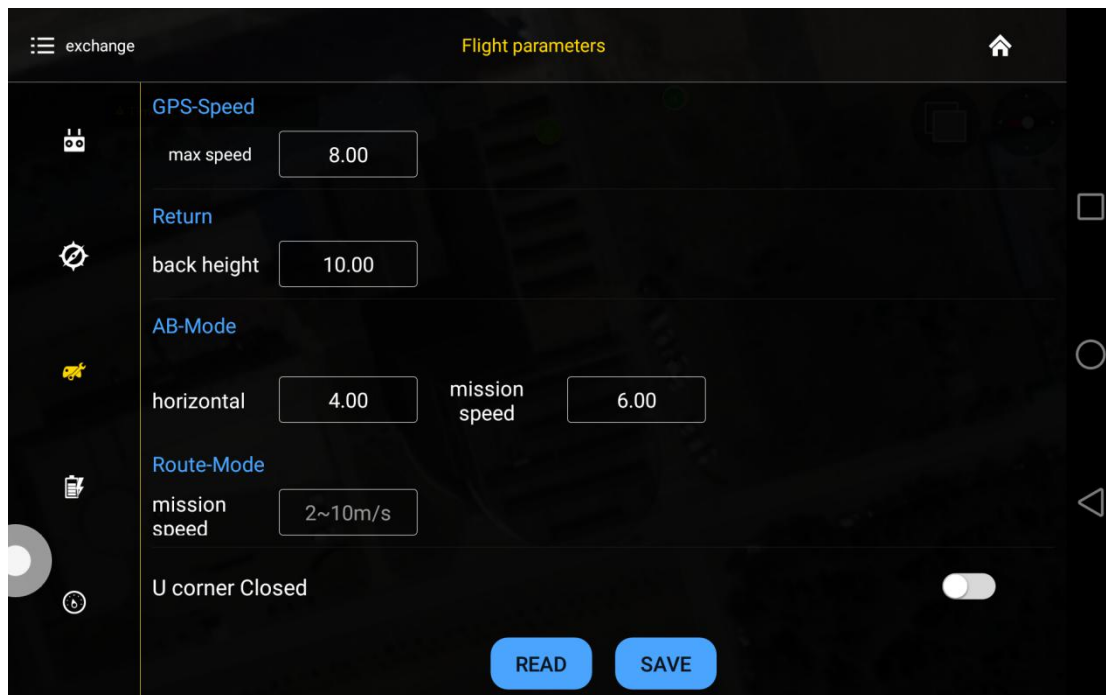 exchange
Flight parameters
GPS-Speed
max speed
8.00
Return
back height
10.00
AB-Mode
horizontal
4.00
mission
speed
6.00
Route-Mode
mission
speed
2~10m/s
U corner Closed
READ
SAVE